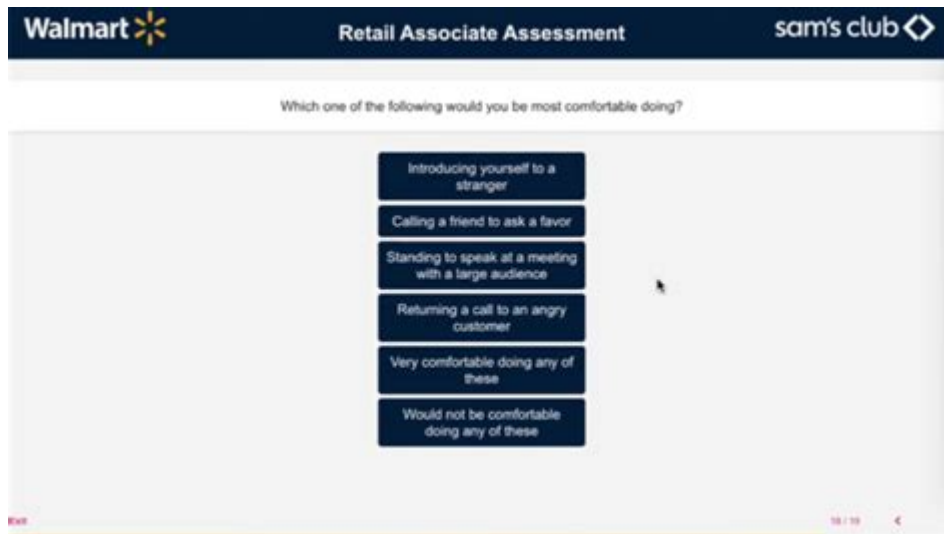 Walmart
Retail Associate Assessment
sam's club
Which one of the following would you be most comfortable doing?
Introducing yourself to a
stranger
Calling a friend to ask a favor
Standing to speak at a meeting
with a large audience
Returning a call to an angry
customer
Very comfortable doing any of
these
Would not be comfortable
doing any of these
Exit
18 / 19